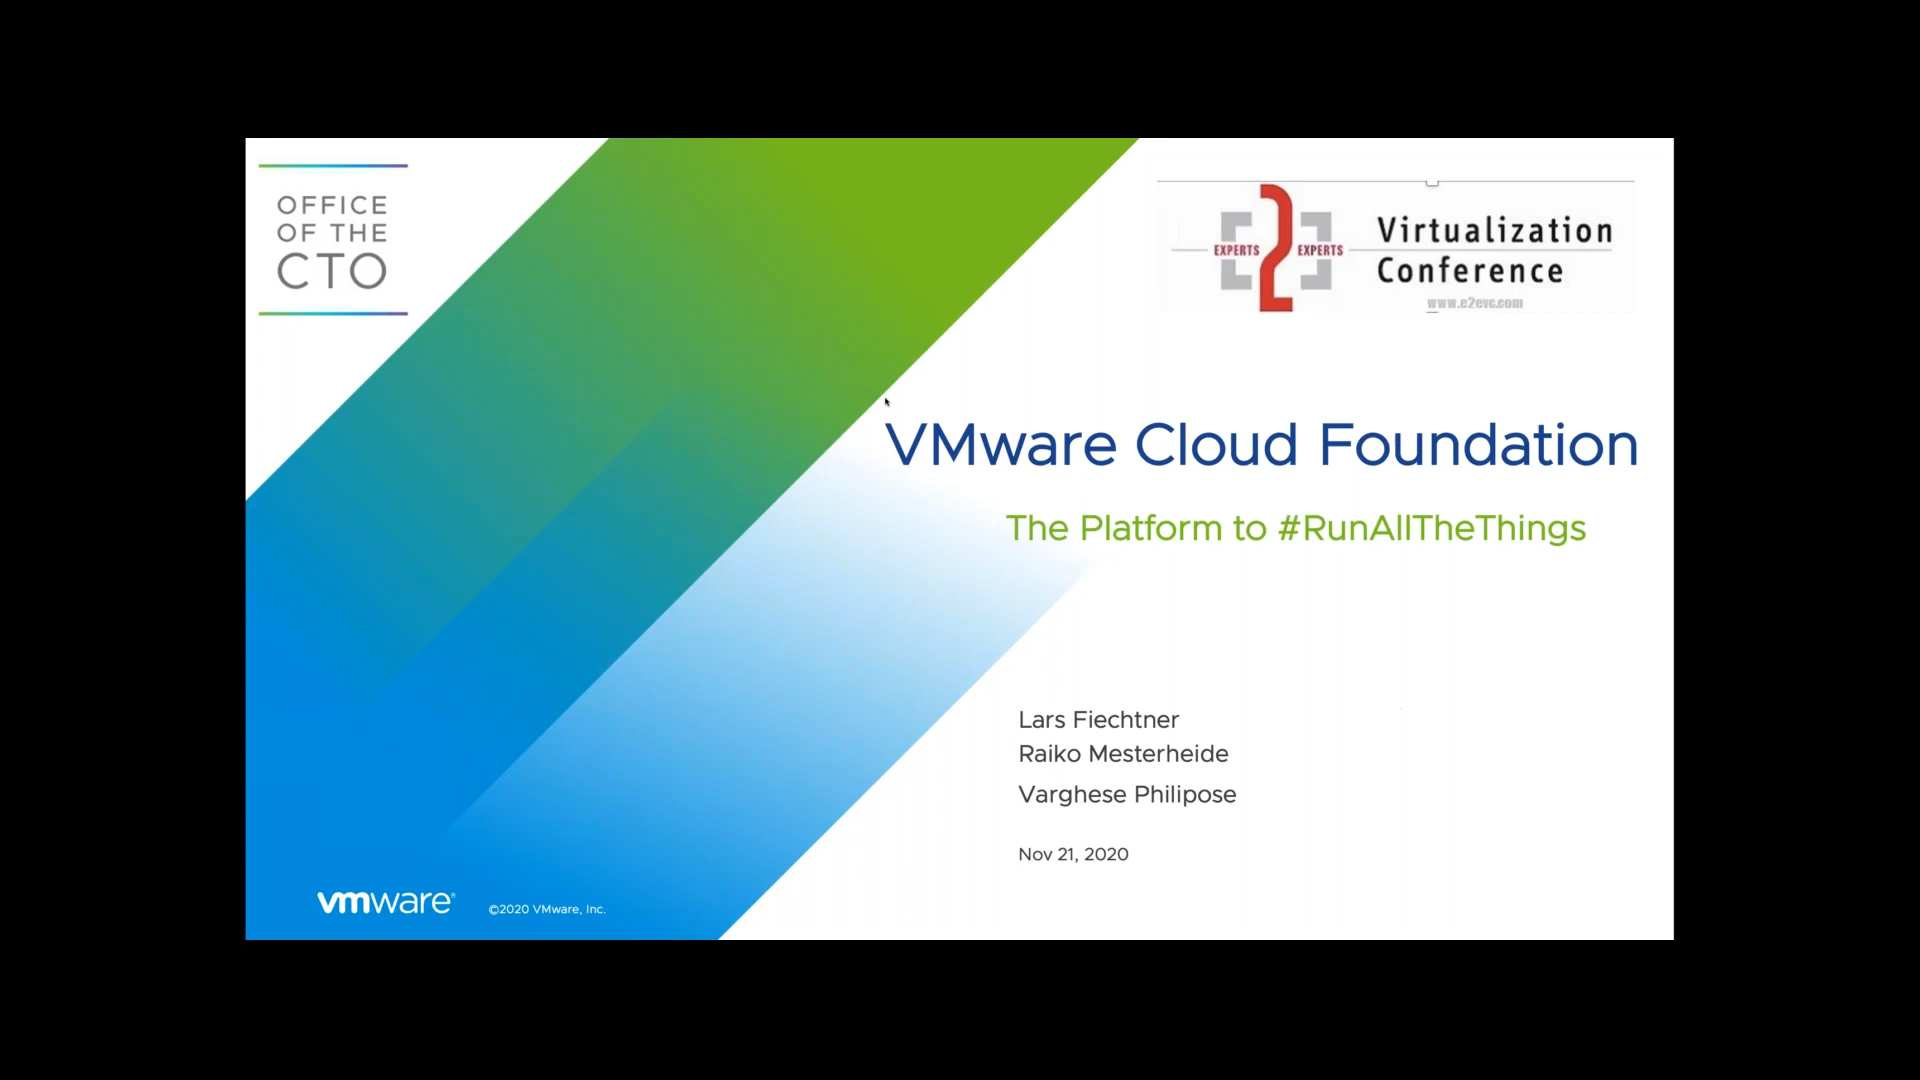 OFFICE
OF THE
CTO
EXPERTS 2 EXPERTS
Virtualization
Conference
www.e2evc.com
VMware Cloud Foundation
The Platform to #RunAllTheThings
Lars Fiechtner
Raiko Mesterheide
Varghese Philipose
Nov 21, 2020
vmware®
©2020 VMware, Inc.